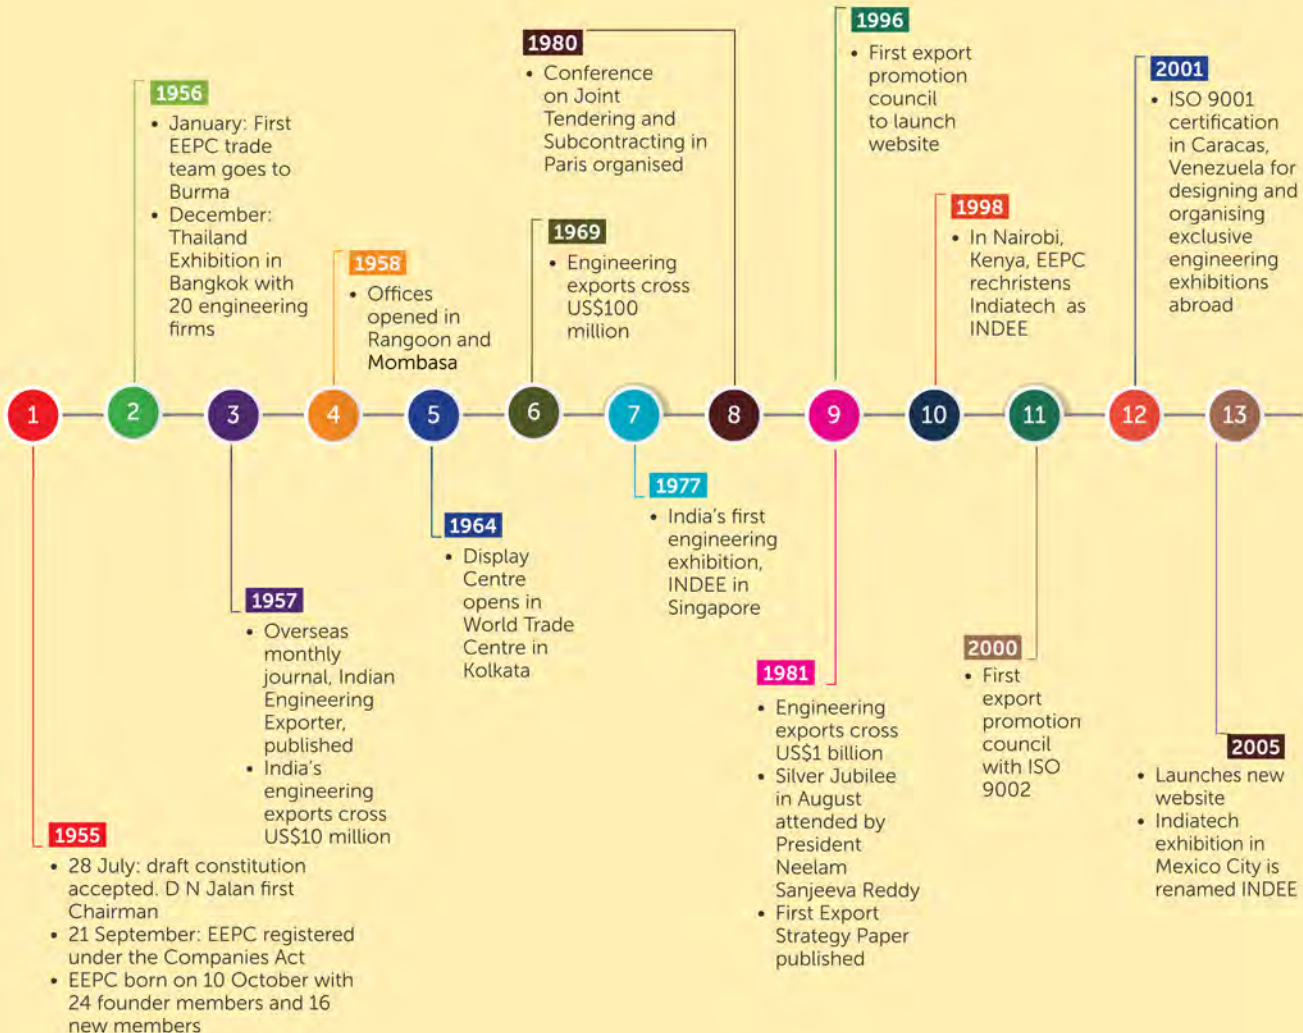 1955
• 28 July: draft constitution
accepted. D N Jalan first
Chairman
• 21 September: EEPC registered
under the Companies Act
• EEPC born on 10 October with
24 founder members and 16
new members
1956
• January: First
EEPC trade
team goes to
Burma
• December:
Thailand
Exhibition in
Bangkok with
20 engineering
firms
1957
• Overseas
monthly
journal, Indian
Engineering
Exporter,
published
• India's
engineering
exports cross
US$10 million
1958
• Offices
opened in
Rangoon and
Mombasa
1964
• Display
Centre
opens in
World Trade
Centre in
Kolkata
1969
• Engineering
exports cross
US$100
million
1977
• India's first
engineering
exhibition,
INDEE in
Singapore
1980
• Conference
on Joint
Tendering and
Subcontracting in
Paris organised
1981
• Engineering
exports cross
US$1 billion
• Silver Jubilee
in August
attended by
President
Neelam
Sanjeeva Reddy
• First Export
Strategy Paper
published
1996
• First export
promotion
council
to launch
website
1998
• In Nairobi,
Kenya, EEPC
rechristens
Indiatech as
INDEE
2000
• First
export
promotion
council
with ISO
9002
2001
• ISO 9001
certification
in Caracas,
Venezuela for
designing and
organising
exclusive
engineering
exhibitions
abroad
2005
• Launches new
website
• Indiatech
exhibition in
Mexico City is
renamed INDEE
1 2 3 4 5 6 7 8 9 10 11 12 13